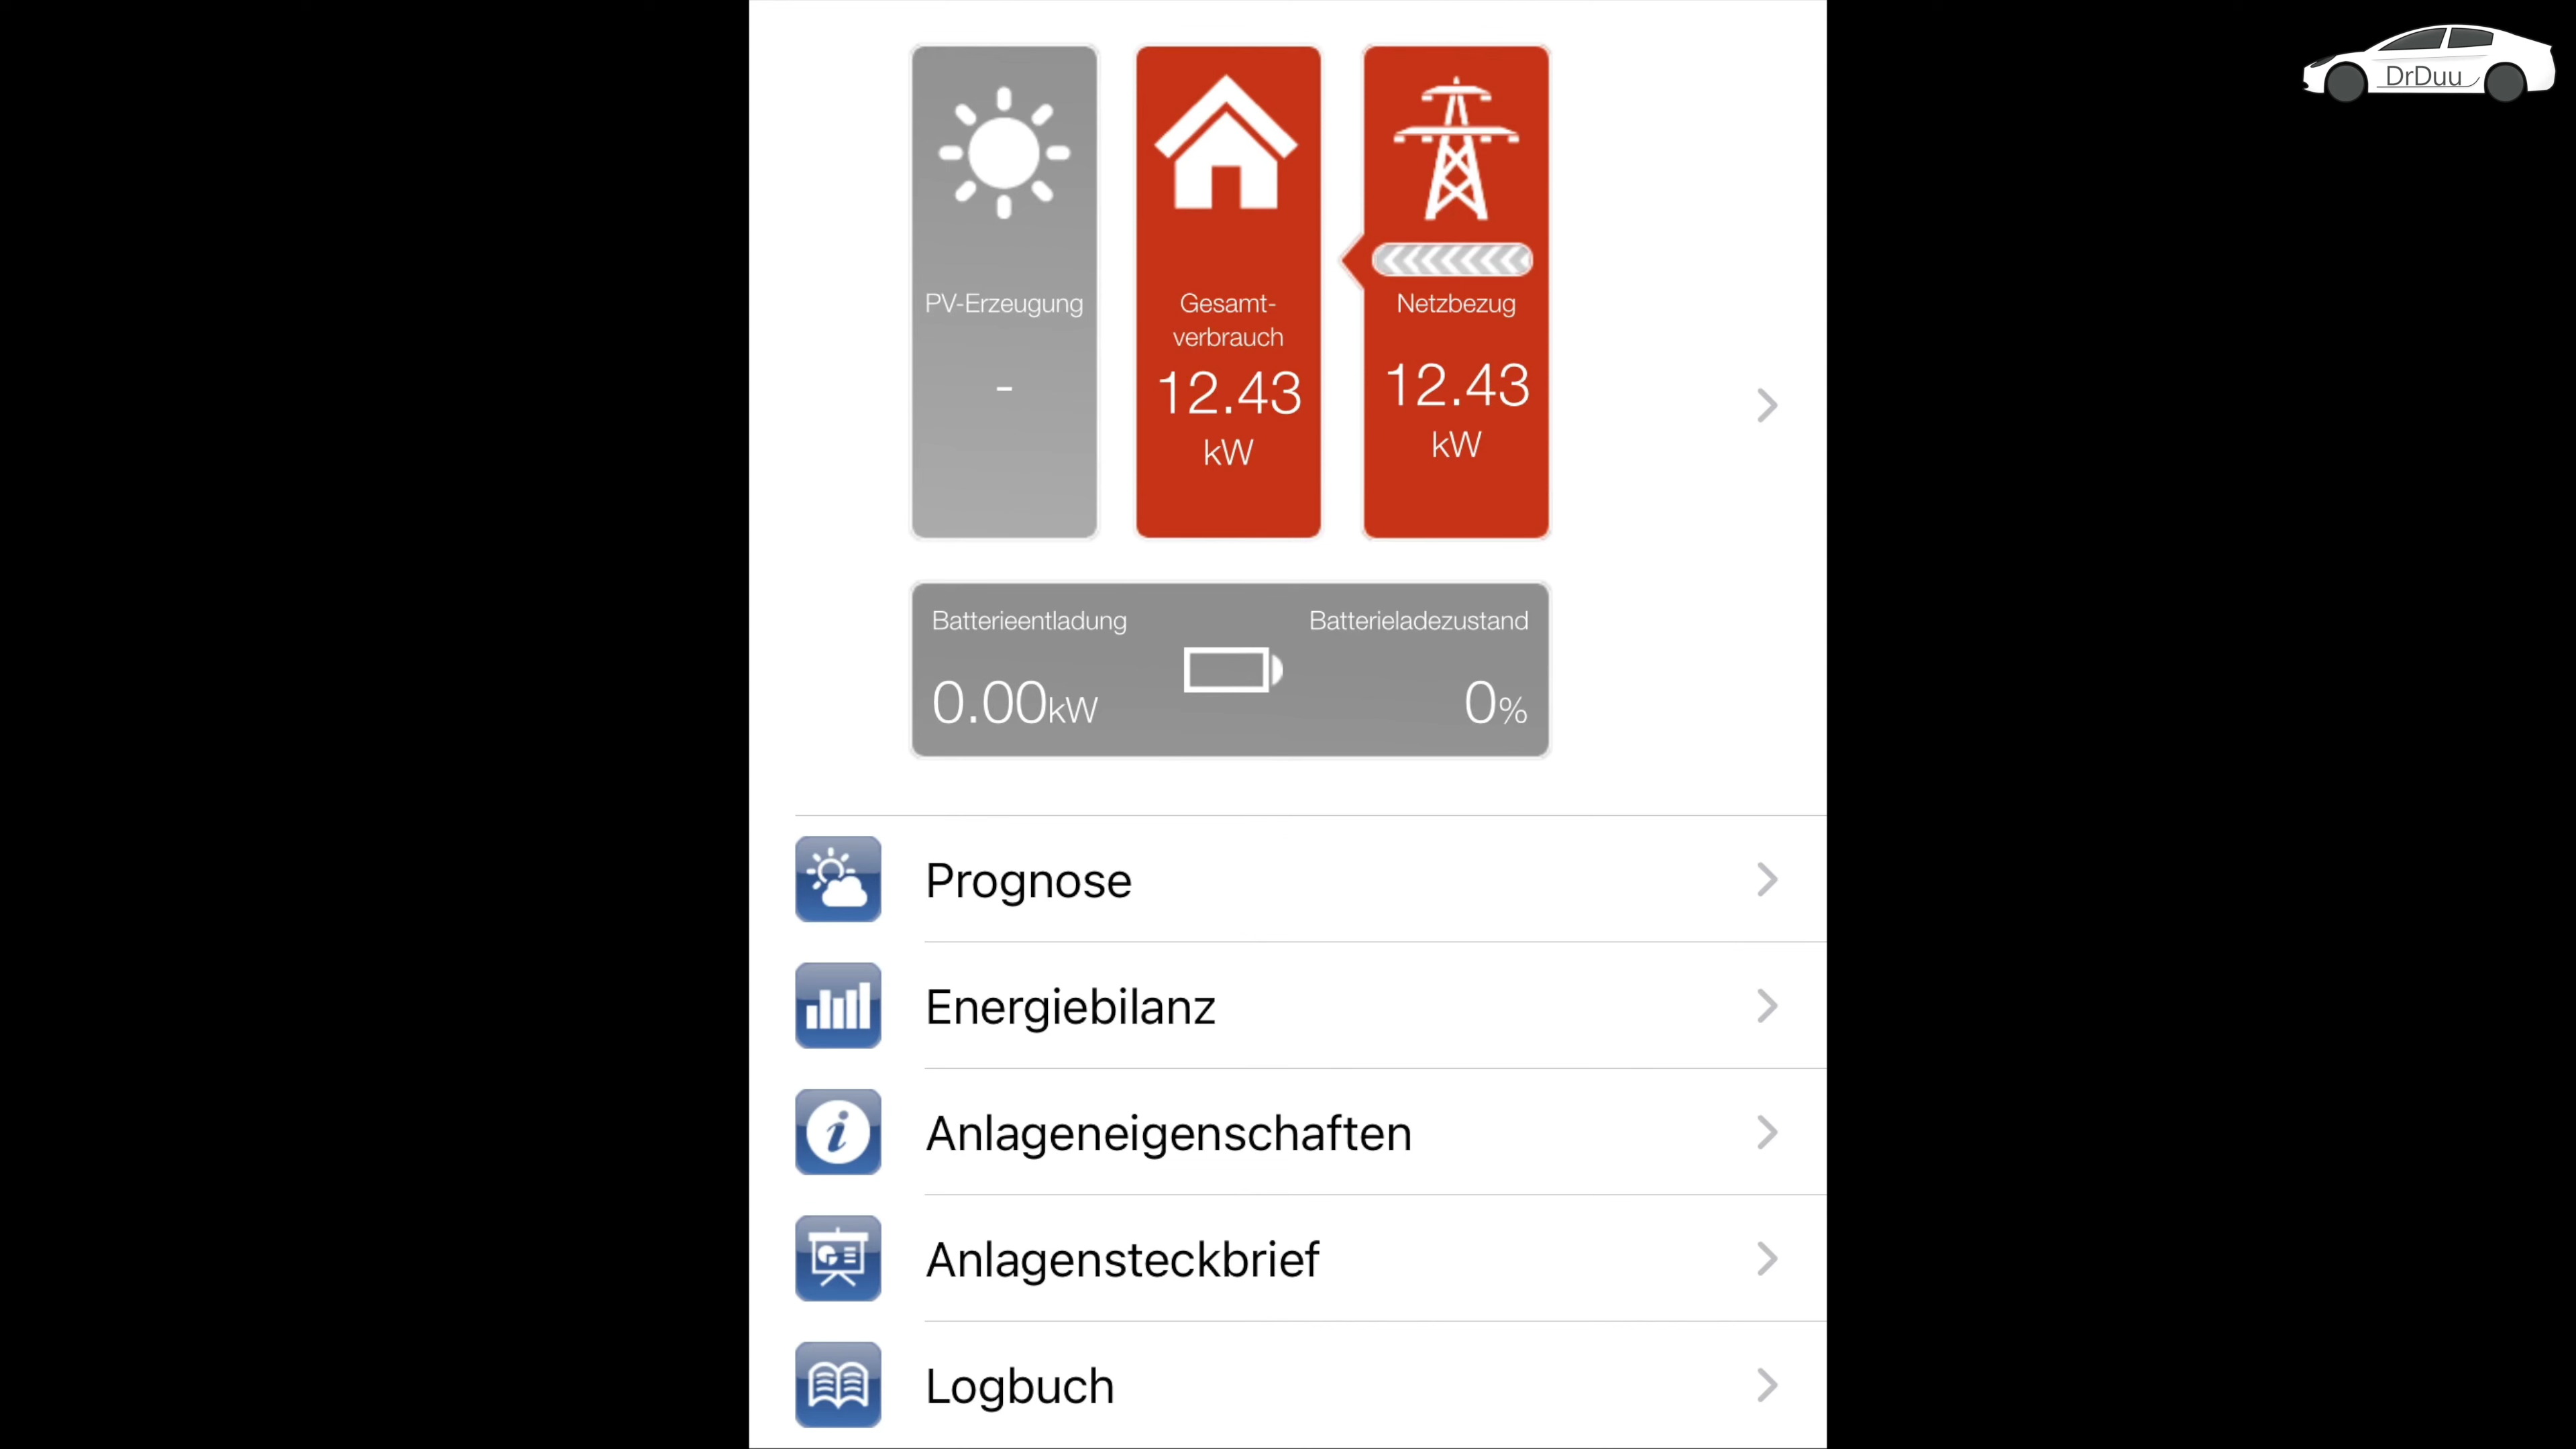 DrDuu
PV-Erzeugung
-
Gesamt-
verbrauch
12.43
kW
Netzbezug
12.43
kW
Batterieentladung
0.00kW
Batterieladezustand
0%
Prognose
Energiebilanz
Anlageneigenschaften
Anlagensteckbrief
Logbuch